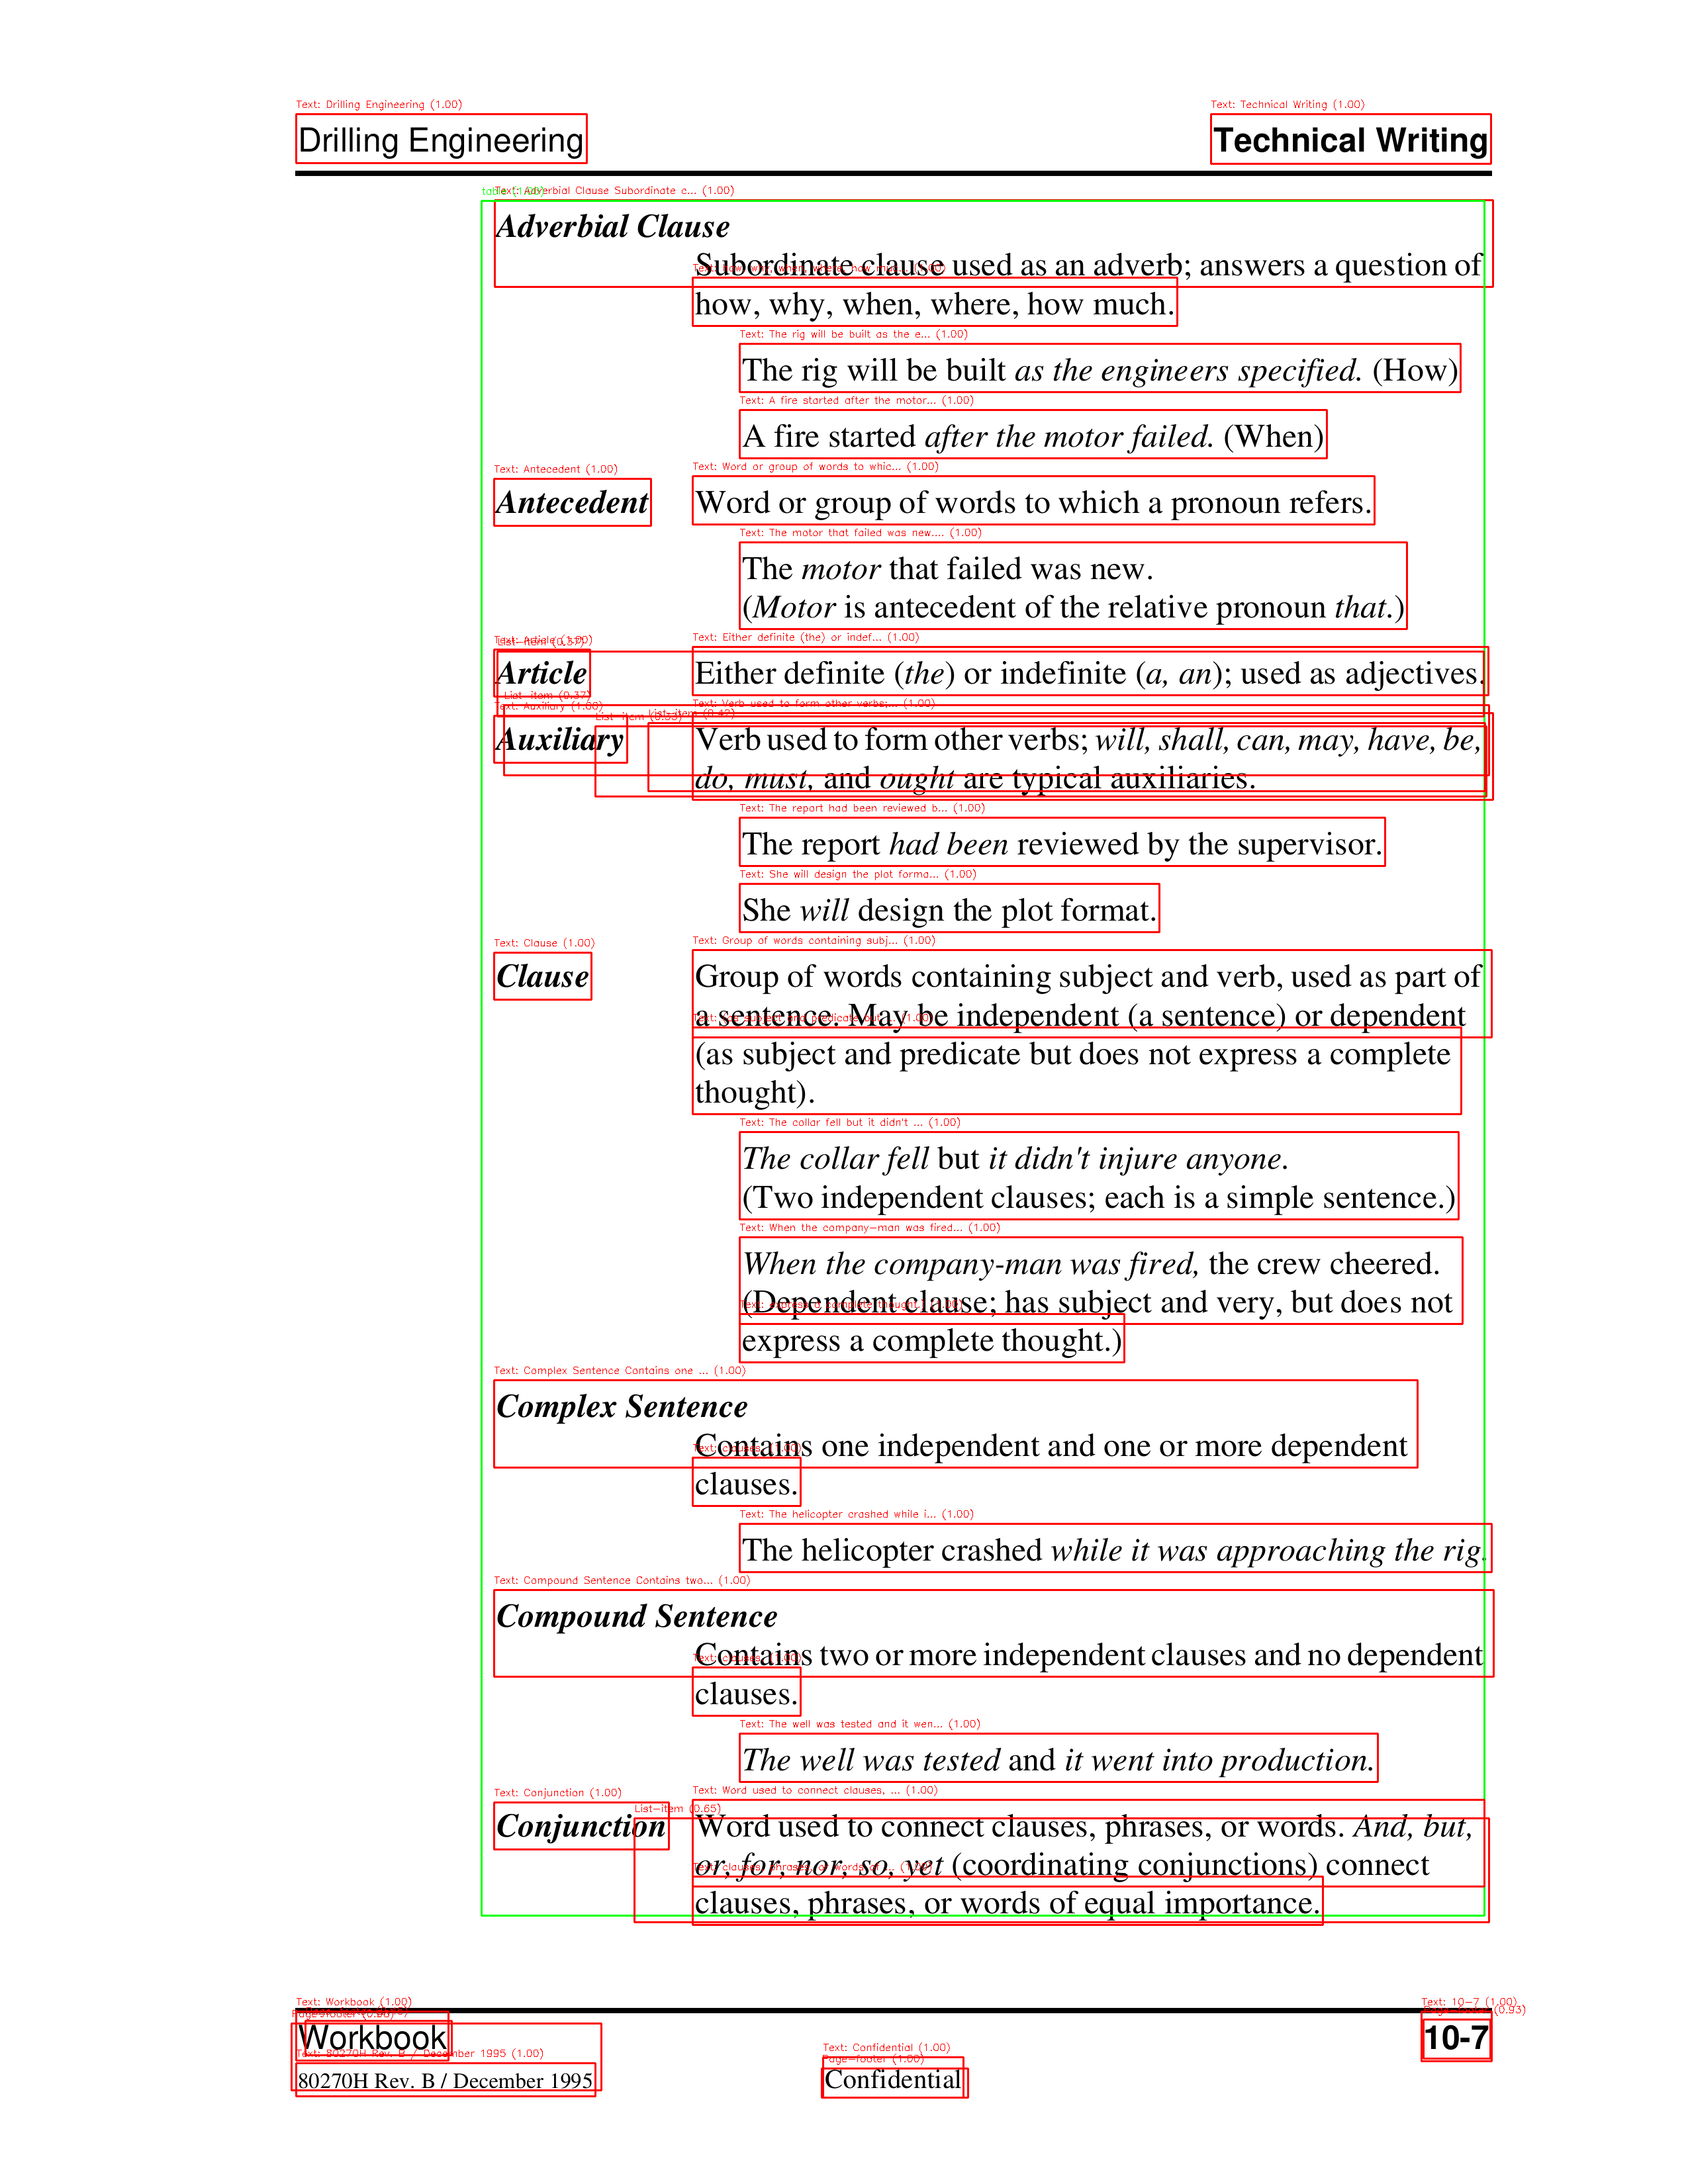 Drilling Engineering
Technical Writing
Adverbial Clause
Subordinate clause used as an adverb; answers a question of
how, why, when, where, how much.
The rig will be built as the engineers specified. (How)
A fire started after the motor failed. (When)
Antecedent Word or group of words to which a pronoun refers.
The motor that failed was new.
(Motor is antecedent of the relative pronoun that.)
Article Either definite (the) or indefinite (a, an); used as adjectives.
Auxiliary Verb used to form other verbs; will, shall, can, may, have, be,
do, must, and ought are typical auxiliaries.
The report had been reviewed by the supervisor.
She will design the plot format.
Clause Group of words containing subject and verb, used as part of
a sentence. May be independent (a sentence) or dependent
(as subject and predicate but does not express a complete
thought).
The collar fell but it didn't injure anyone.
(Two independent clauses; each is a simple sentence.)
When the company-man was fired, the crew cheered.
(Dependent clause; has subject and very, but does not
express a complete thought.)
Complex Sentence
Contains one independent and one or more dependent
clauses.
The helicopter crashed while it was approaching the rig.
Compound Sentence
Contains two or more independent clauses and no dependent
clauses.
The well was tested and it went into production.
Conjunction Word used to connect clauses, phrases, or words. And, but,
or, for, nor, so, yet (coordinating conjunctions) connect
clauses, phrases, or words of equal importance.
Workbook
10-7
80270H Rev. B / December 1995
Confidential